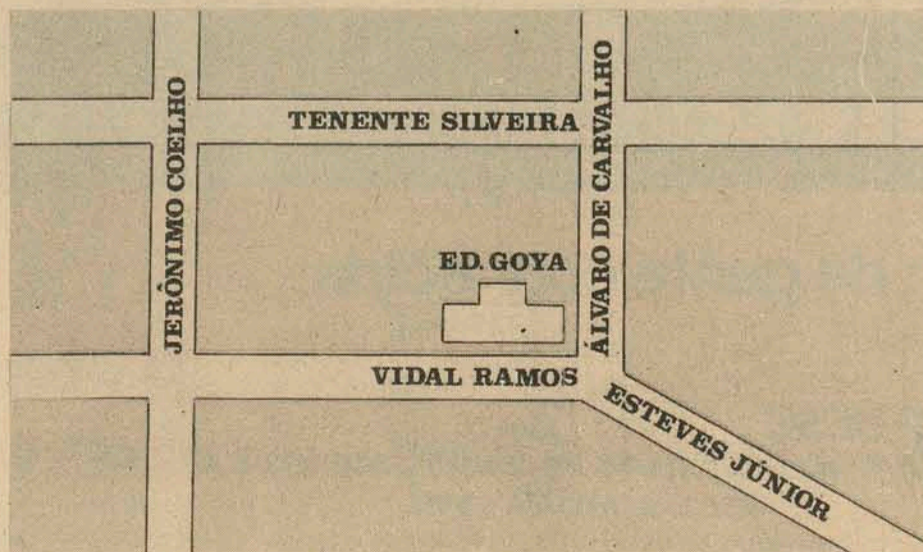 TENENTE SILVEIRA
JERÔNIMO COELHO
ÁLVARO DE CARVALHO
ED. GOYA
VIDAL RAMOS
ESTEVES JÚNIOR